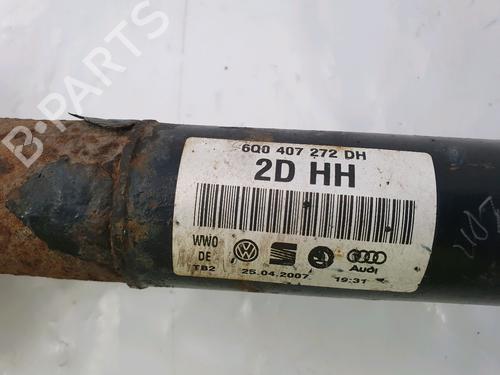 B-PARTS
6Q0 407 272 DH
2D HH
WWO
DE
TB2
25.04.2007
Audi
19:31